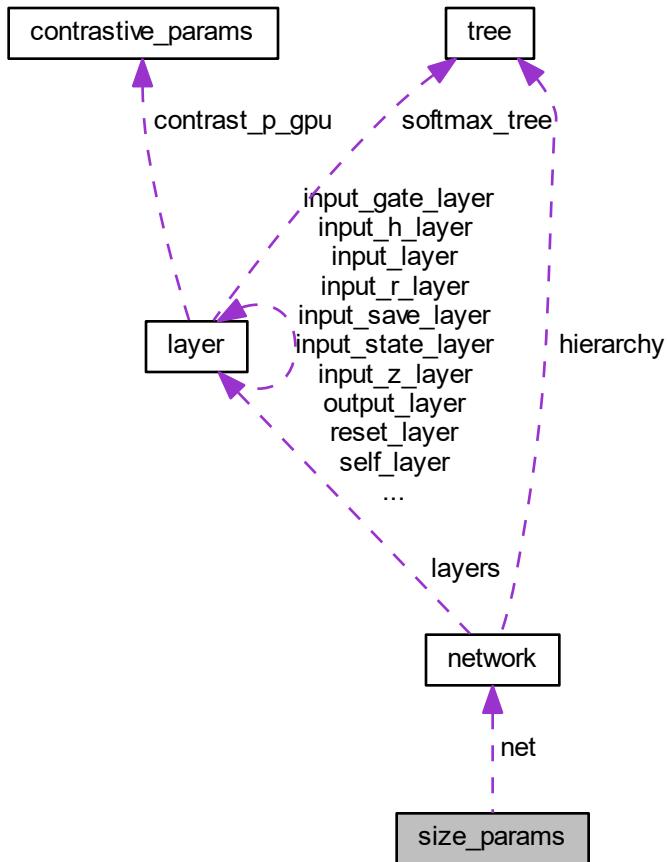 contrastive_params
tree
contrast_p_gpu
softmax_tree
input_gate_layer
input_h_layer
input_layer
input_r_layer
input_save_layer
input_state_layer
input_z_layer
output_layer
reset_layer
self_layer
...
layer
hierarchy
layers
network
net
size_params